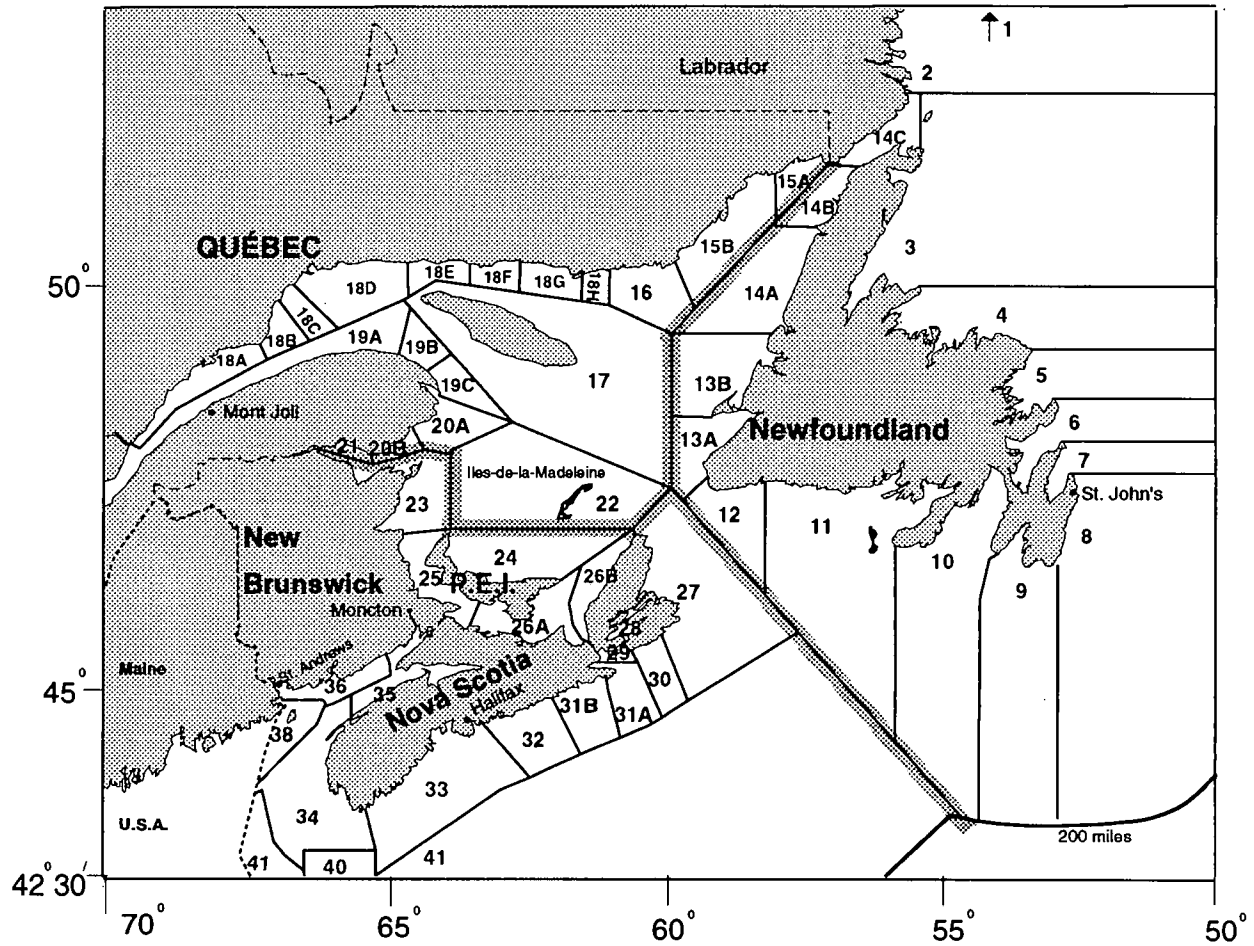 1
Labrador
2
14C
15A
14B
QUÉBEC
15B
3
50°
18E
18F
18G
18H
18D
16
14A
18C
4
18B
19A
19B
18A
17
5
19C
13B
Mont Joli
6
20A
13A
Newfoundland
21
20B
7
Iles-de-la-Madeleine
St. John's
23
22
12
11
8
New
24
10
Brunswick
25
P.E.I.
26B
27
9
Moncton
26A
28
29
St. Andrews
Maine
45°
36
35
Nova Scotia
30
Halifax
31B
31A
38
32
33
34
U.S.A.
200 miles
41
40
41
42°30'
70°
65°
60°
55°
50°